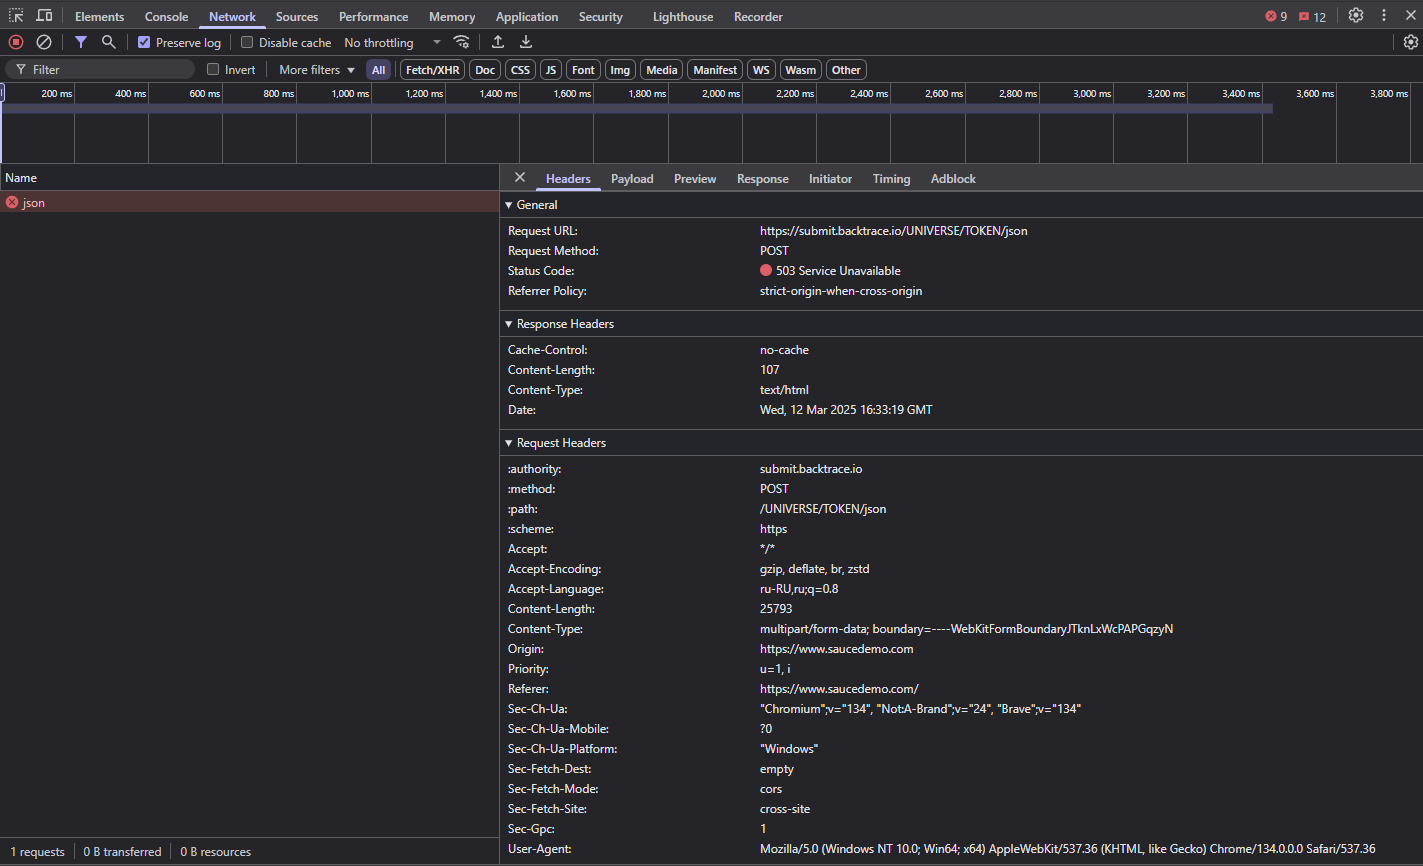 Elements Console Network Sources Performance Memory Application Security Lighthouse Recorder 9 12
Preserve log Disable cache No throttling
Filter Invert More filters All Fetch/XHR Doc CSS JS Font Img Media Manifest WS Wasm Other
200 ms 400 ms 600 ms 800 ms 1,000 ms 1,200 ms 1,400 ms 1,600 ms 1,800 ms 2,000 ms 2,200 ms 2,400 ms 2,600 ms 2,800 ms 3,000 ms 3,200 ms 3,400 ms 3,600 ms 3,800 ms
Name
json
Headers Payload Preview Response Initiator Timing Adblock
General
Request URL: https://submit.backtrace.io/UNIVERSE/TOKEN/json
Request Method: POST
Status Code: 503 Service Unavailable
Referrer Policy: strict-origin-when-cross-origin
Response Headers
Cache-Control: no-cache
Content-Length: 107
Content-Type: text/html
Date: Wed, 12 Mar 2025 16:33:19 GMT
Request Headers
:authority: submit.backtrace.io
:method: POST
:path: /UNIVERSE/TOKEN/json
:scheme: https
Accept: */*
Accept-Encoding: gzip, deflate, br, zstd
Accept-Language: ru-RU,ru;q=0.8
Content-Length: 25793
Content-Type: multipart/form-data; boundary=----WebKitFormBoundaryJTknLxWcPAPGqzyN
Origin: https://www.saucedemo.com
Priority: u=1, i
Referer: https://www.saucedemo.com/
Sec-Ch-Ua: "Chromium";v="134", "Not:A-Brand";v="24", "Brave";v="134"
Sec-Ch-Ua-Mobile: ?0
Sec-Ch-Ua-Platform: "Windows"
Sec-Fetch-Dest: empty
Sec-Fetch-Mode: cors
Sec-Fetch-Site: cross-site
Sec-Gpc: 1
User-Agent: Mozilla/5.0 (Windows NT 10.0; Win64; x64) AppleWebKit/537.36 (KHTML, like Gecko) Chrome/134.0.0.0 Safari/537.36
1 requests 0 B transferred 0 B resources